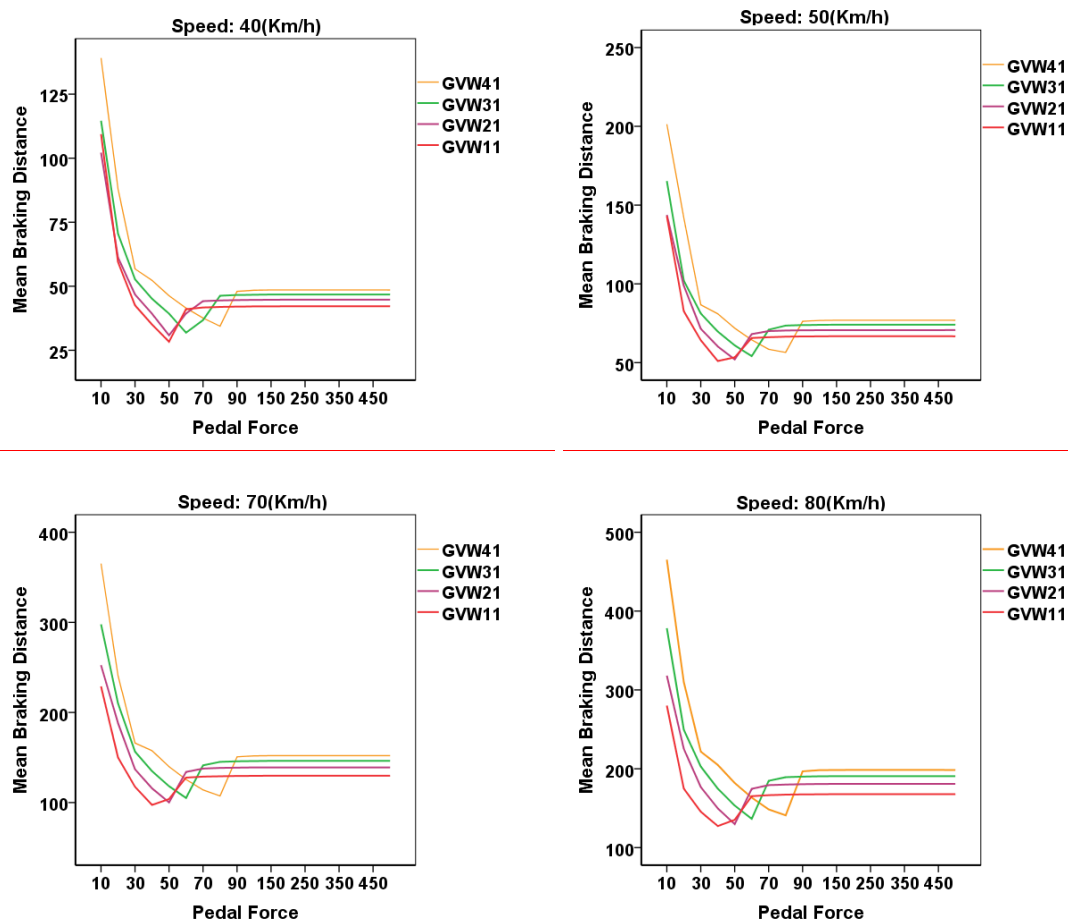 Speed: 40(Km/h)
Mean Braking Distance
125
100
75
50
25
10 30 50 70 90 150 250 350 450
Pedal Force
GVW41
GVW31
GVW21
GVW11
Speed: 50(Km/h)
Mean Braking Distance
250
200
150
100
50
10 30 50 70 90 150 250 350 450
Pedal Force
GVW41
GVW31
GVW21
GVW11
Speed: 70(Km/h)
Mean Braking Distance
400
300
200
100
10 30 50 70 90 150 250 350 450
Pedal Force
GVW41
GVW31
GVW21
GVW11
Speed: 80(Km/h)
Mean Braking Distance
500
400
300
200
100
10 30 50 70 90 150 250 350 450
Pedal Force
GVW41
GVW31
GVW21
GVW11